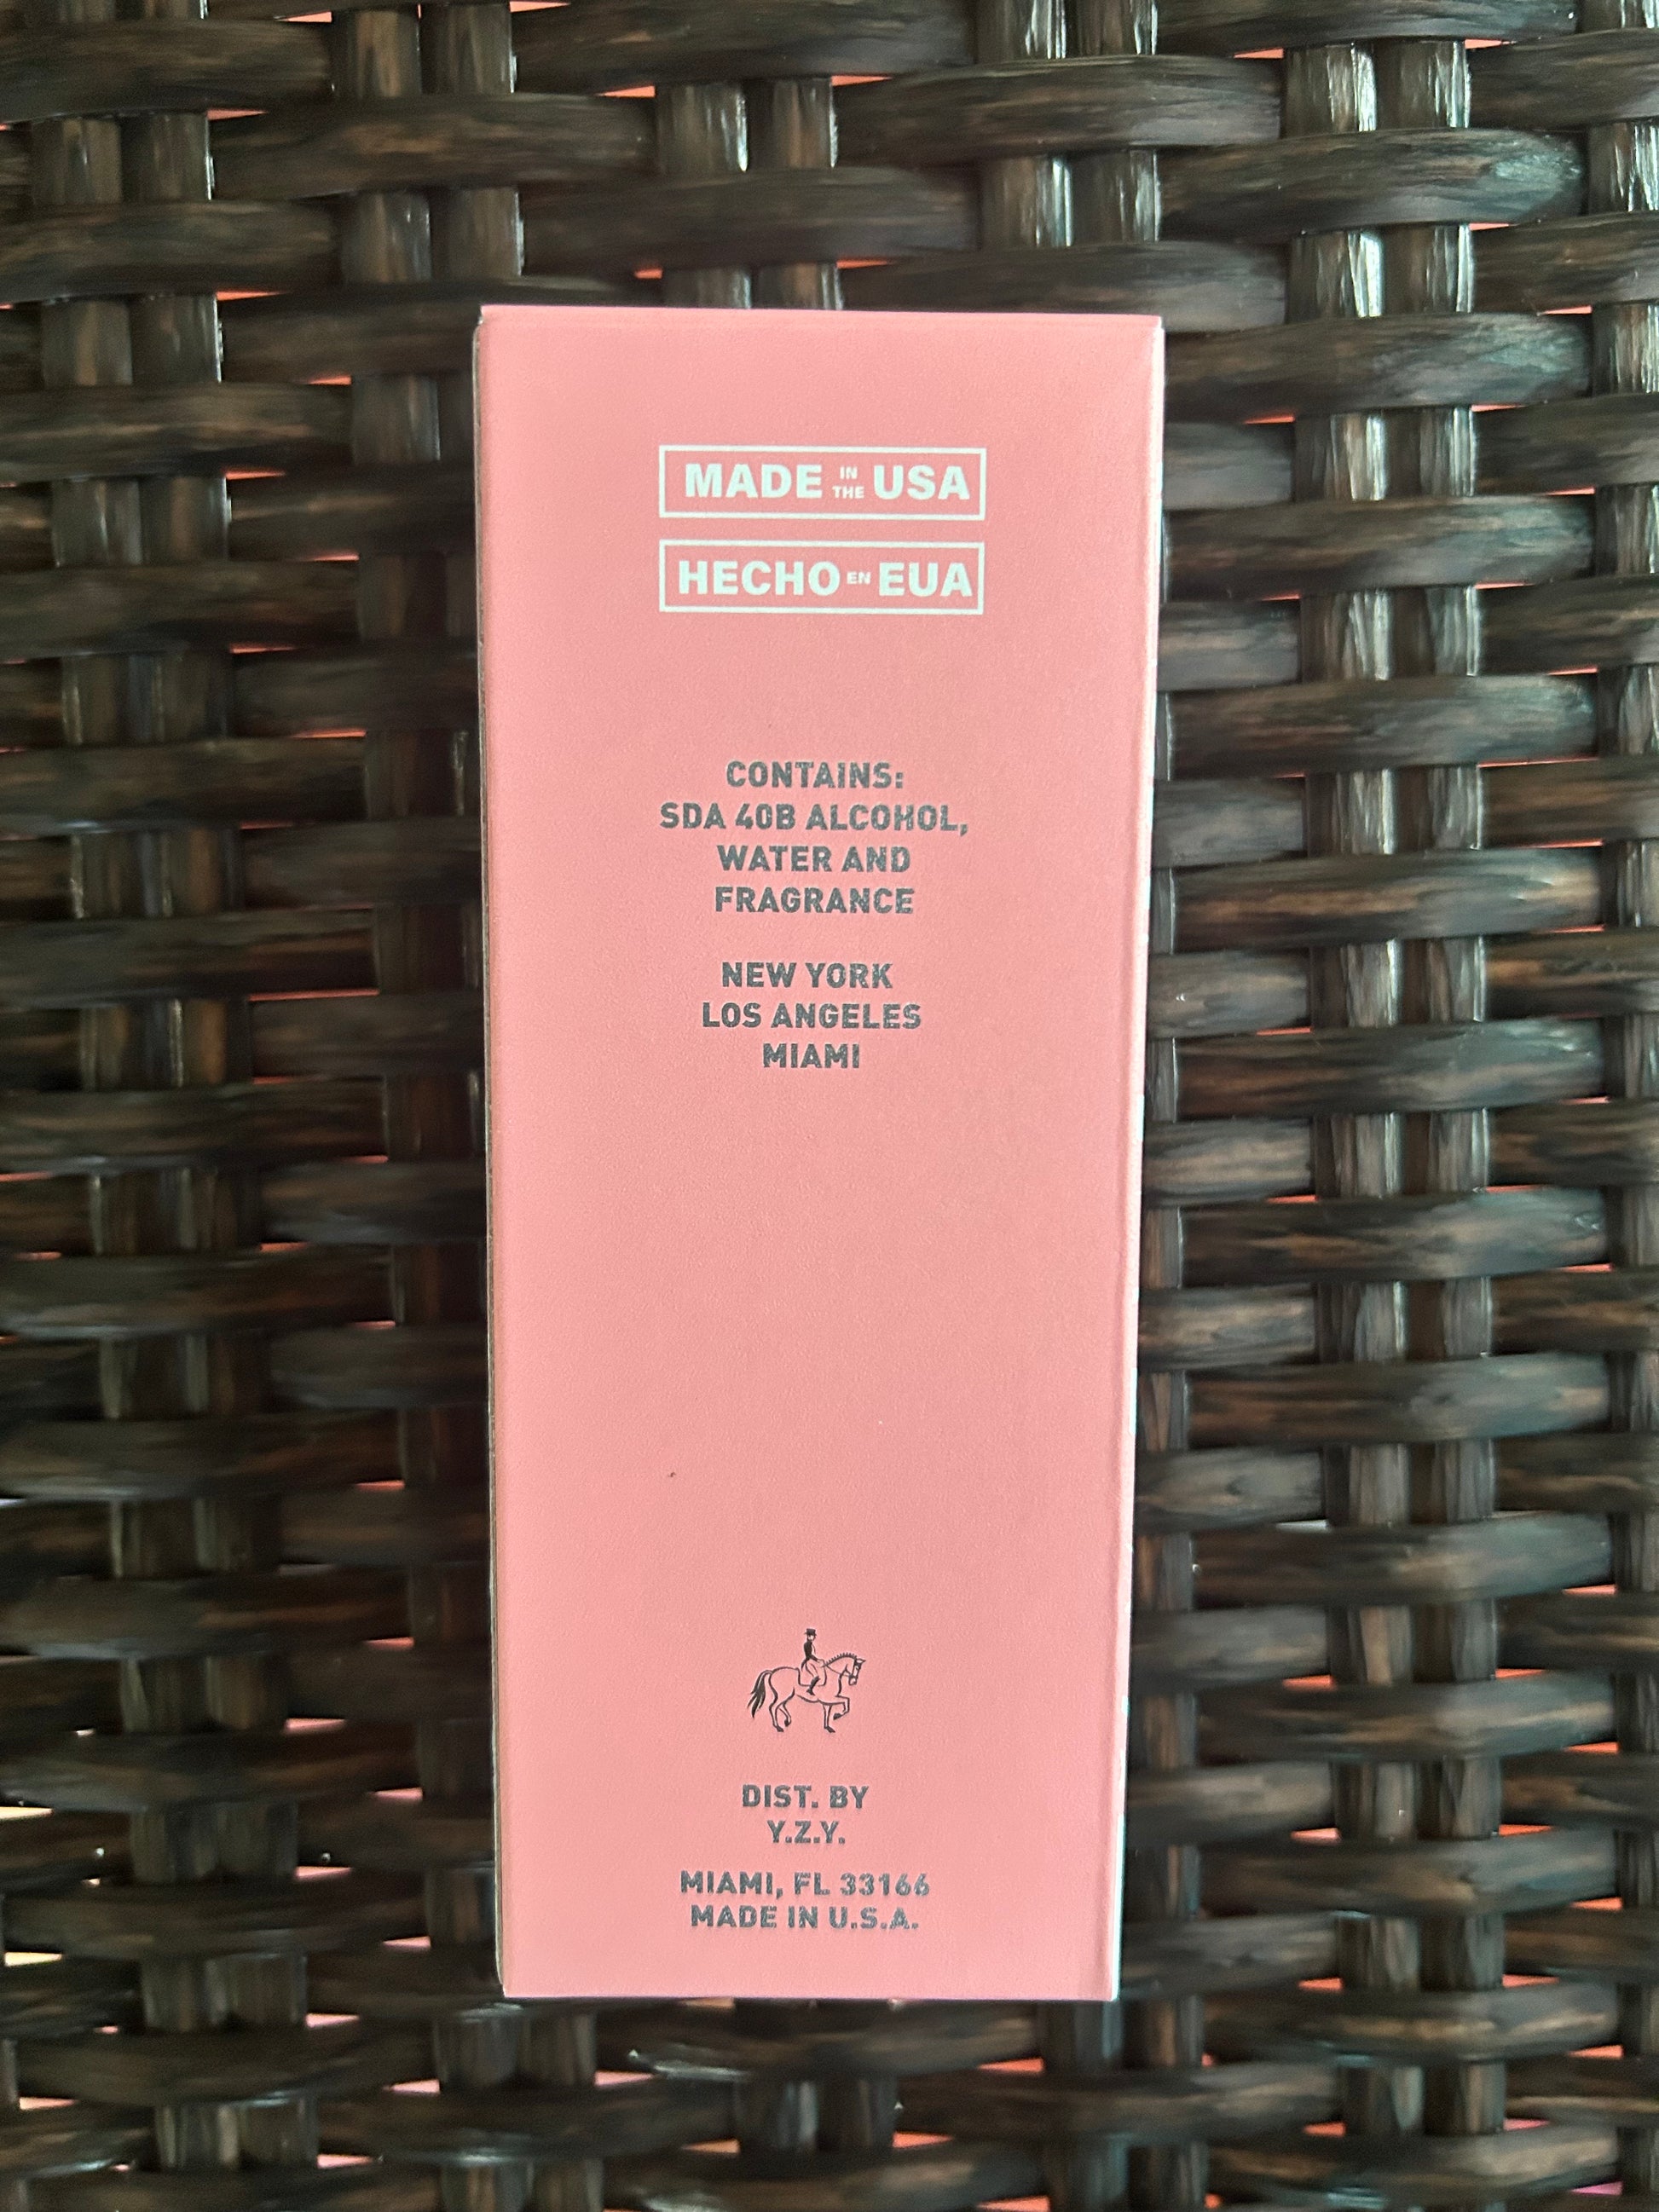 MADE IN THE USA
HECHO EN EUA
CONTAINS:
SDA 40B ALCOHOL,
WATER AND
FRAGRANCE
NEW YORK
LOS ANGELES
MIAMI
DIST. BY
Y.Z.Y.
MIAMI, FL 33166
MADE IN U.S.A.